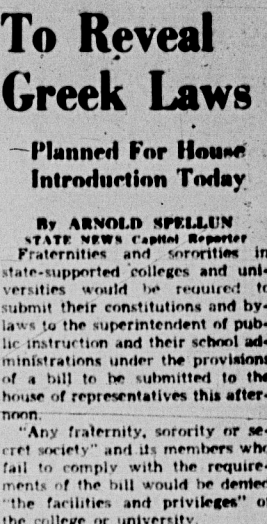 To Reveal
Greek Laws
—Planned For House
Introduction Today
By ARNOLD SPELLUN
STATE NEWS Capitol Reporter
Fraternities and sororities in
state-supported colleges and uni-
versities would be required to
submit their constitutions and by-
laws to the superintendent of pub-
lic instruction and their school ad-
ministrations under the provisions
of a bill to be submitted to the
house of representatives this after-
noon.
"Any fraternity, sorority or se-
cret society" and its members who
fail to comply with the require-
ments of the bill would be denied
"the facilities and privileges" of
the college or university.